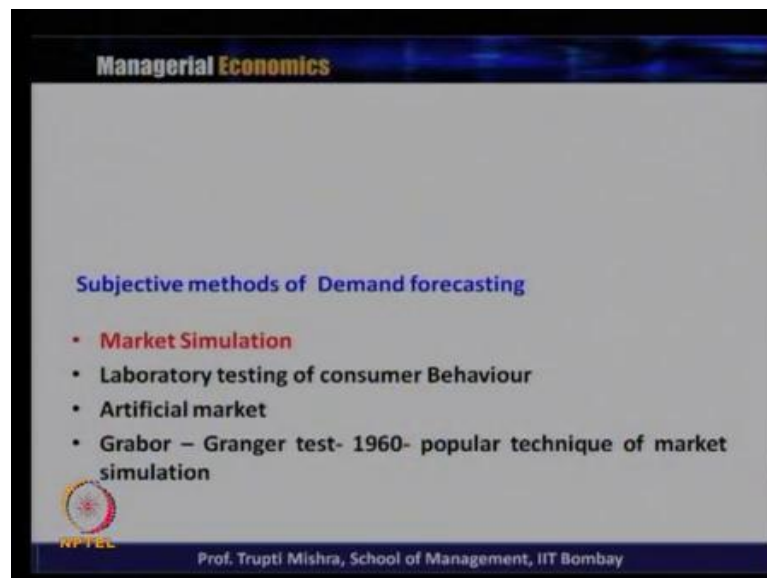 Managerial Economics
Subjective methods of Demand forecasting
• Market Simulation
• Laboratory testing of consumer Behaviour
• Artificial market
• Grabor – Granger test- 1960- popular technique of market
simulation
NPTEL
Prof. Trupti Mishra, School of Management, IIT Bombay